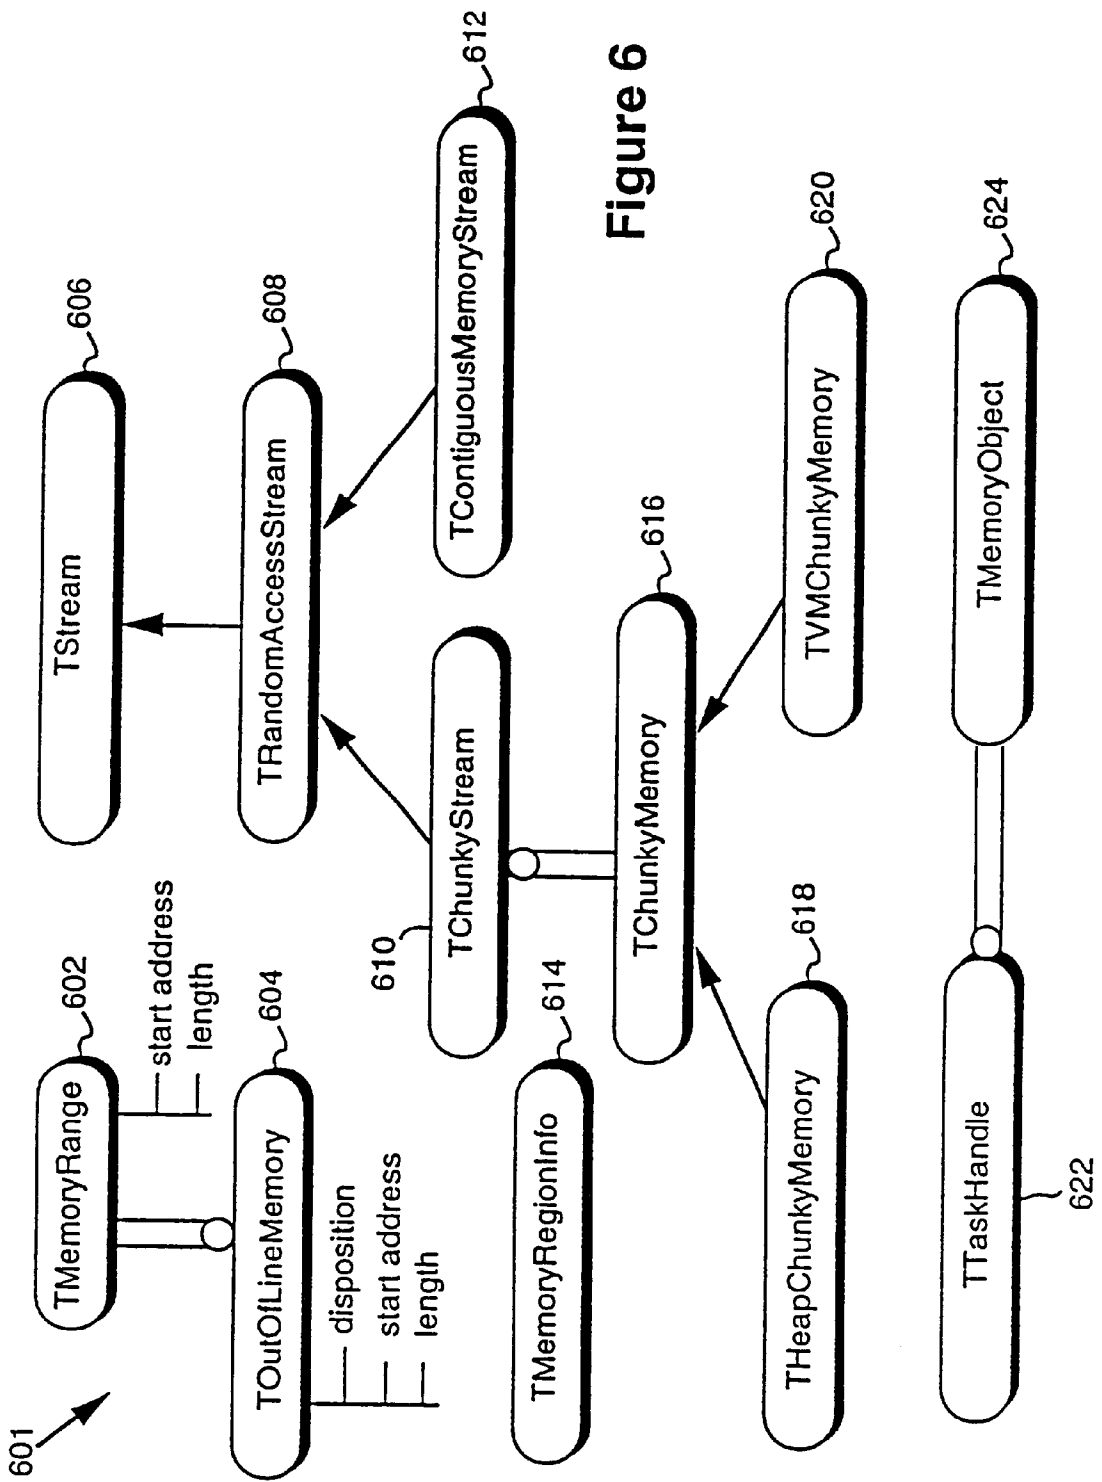 601
TMemoryRange
602
start address
length
TOutOfLineMemory
604
disposition
start address
length
TStream
606
TRandomAccessStream
608
610
TChunkyStream
TContiguousMemoryStream
612
TMemoryRegionInfo
614
TChunkyMemory
616
THeapChunkyMemory
618
TVMChunkyMemory
620
TTaskHandle
622
TMemoryObject
624
Figure 6